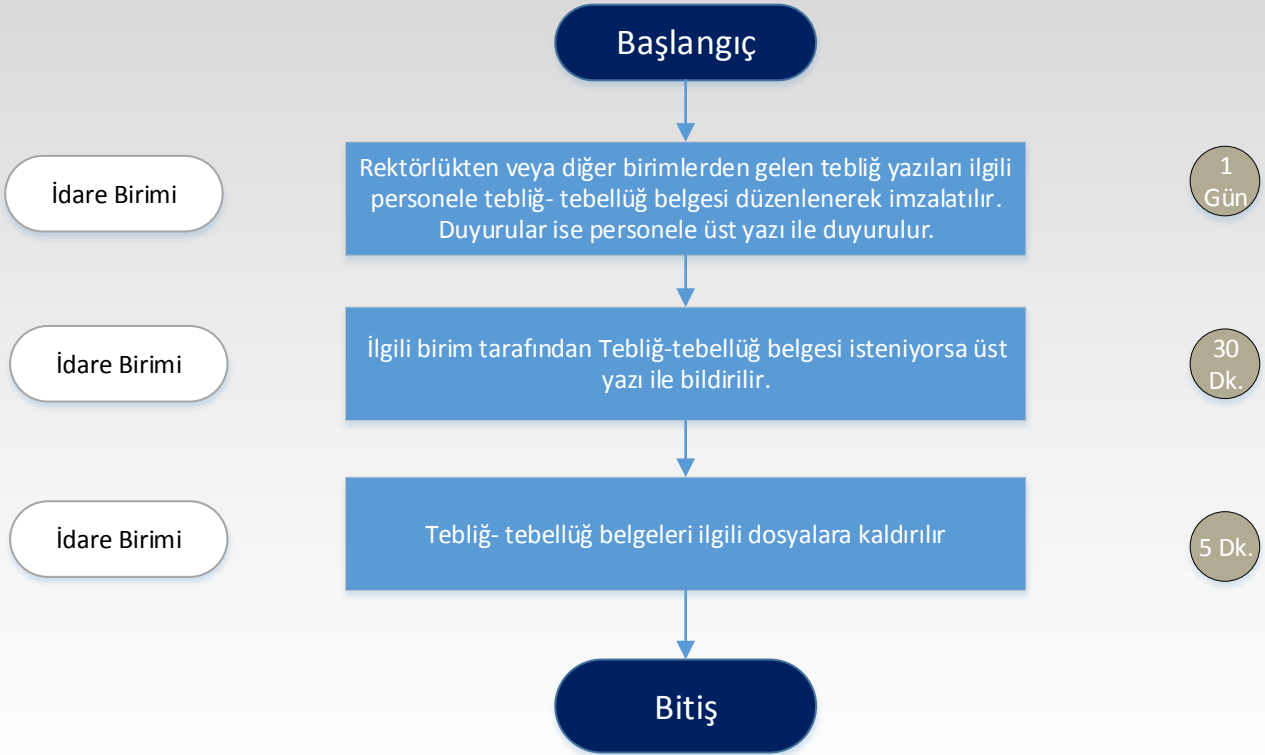 Başlangıç
İdare Birimi
Rektörlükten veya diğer birimlerden gelen tebliğ yazıları ilgili
personele tebliğ- tebellüğ belgesi düzenlenerek imzalatılır.
Duyurular ise personele üst yazı ile duyurulur.
1
Gün
İdare Birimi
İlgili birim tarafından Tebliğ-tebellüğ belgesi isteniyorsa üst
yazı ile bildirilir.
30
Dk.
İdare Birimi
Tebliğ- tebellüğ belgeleri ilgili dosyalara kaldırılır
5 Dk.
Bitiş